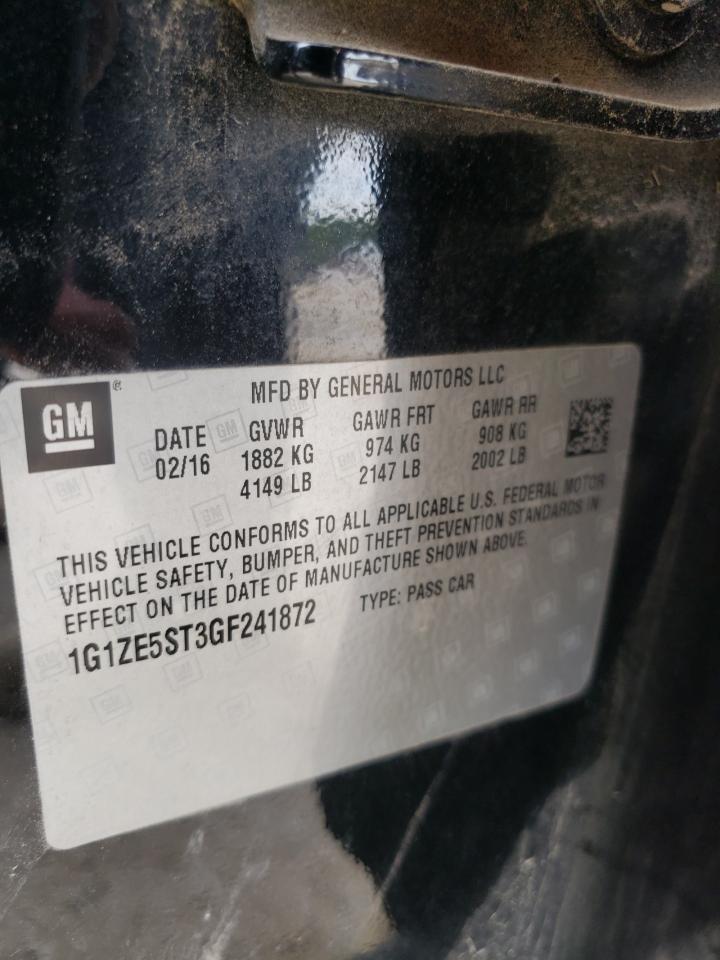 GM ®
MFD BY GENERAL MOTORS LLC
DATE GVWR GAWR FRT GAWR RR
02/16 1882 KG 974 KG 908 KG
4149 LB 2147 LB 2002 LB
THIS VEHICLE CONFORMS TO ALL APPLICABLE U.S. FEDERAL MOTOR
VEHICLE SAFETY, BUMPER, AND THEFT PREVENTION STANDARDS IN
EFFECT ON THE DATE OF MANUFACTURE SHOWN ABOVE.
1G1ZE5ST3GF241872 TYPE: PASS CAR